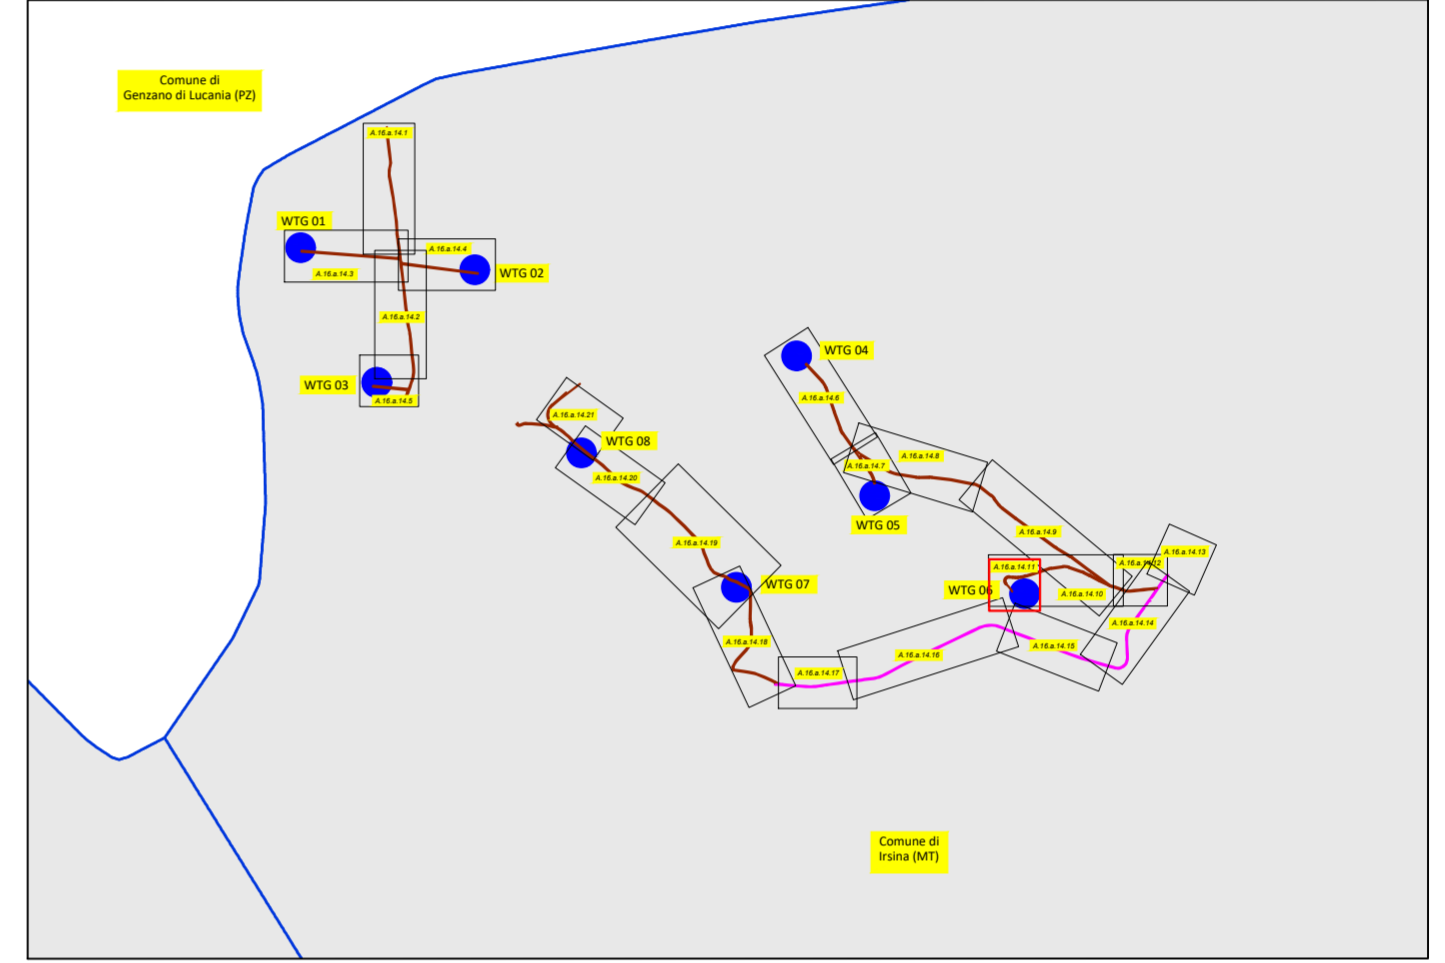 Comune di
Genzano di Lucania (PZ)
A.16.a.14.1
WTG 01
A.16.a.14.4
A.16.a.14.3
WTG 02
A.16.a.14.2
WTG 03
A.16.a.14.5
WTG 04
A.16.a.14.6
A.16.a.14.21
WTG 08
A.16.a.14.20
A.16.a.14.8
A.16.a.14.7
WTG 05
A.16.a.14.19
A.16.a.14.9
A.16.a.14.13
A.16.a.14.12
A.16.a.14.11
WTG 06
A.16.a.14.10
WTG 07
A.16.a.14.14
A.16.a.14.18
A.16.a.14.15
A.16.a.14.16
A.16.a.14.17
Comune di
Irsina (MT)